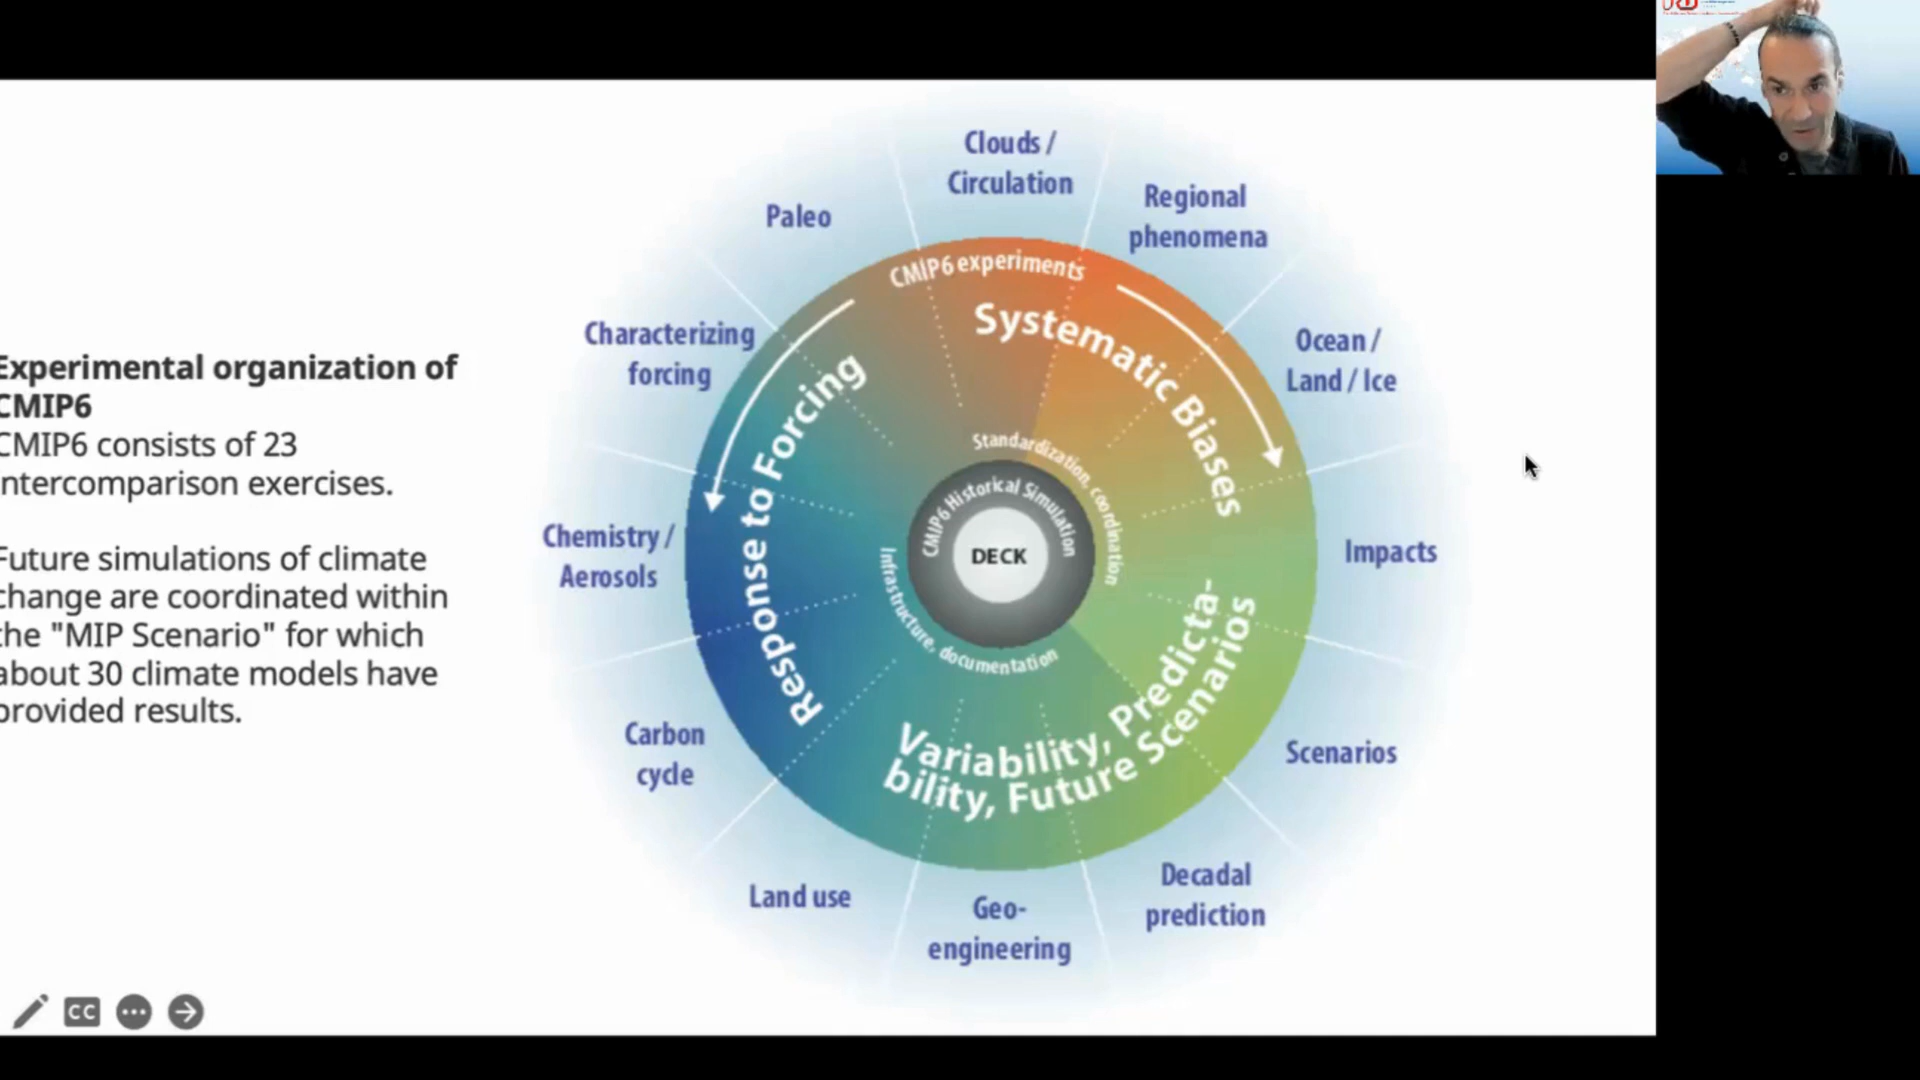 Experimental organization of
CMIP6
CMIP6 consists of 23
intercomparison exercises.
Future simulations of climate
change are coordinated within
the "MIP Scenario" for which
about 30 climate models have
provided results.
Clouds /
Circulation
Regional
phenomena
Ocean /
Land / Ice
Impacts
Scenarios
Decadal
prediction
Geo-
engineering
Land use
Carbon
cycle
Chemistry /
Aerosols
Characterizing
forcing
Paleo
CMIP6 experiments
Systematic Biases
Variability, Predicta-
bility, Future Scenarios
Response to Forcing
Standardization, coordination
Infrastructure, documentation
CMIP6 Historical Simulation
DECK
CC